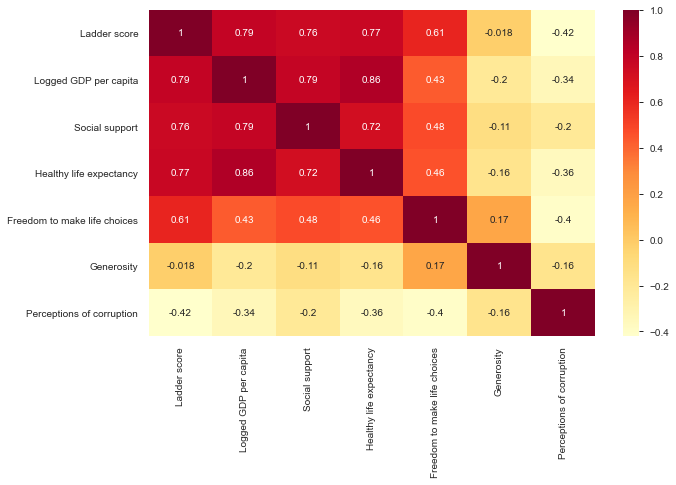 Ladder score 1 0.79 0.76 0.77 0.61 -0.018 -0.42
Logged GDP per capita 0.79 1 0.79 0.86 0.43 -0.2 -0.34
Social support 0.76 0.79 1 0.72 0.48 -0.11 -0.2
Healthy life expectancy 0.77 0.86 0.72 1 0.46 -0.16 -0.36
Freedom to make life choices 0.61 0.43 0.48 0.46 1 0.17 -0.4
Generosity -0.018 -0.2 -0.11 -0.16 0.17 1 -0.16
Perceptions of corruption -0.42 -0.34 -0.2 -0.36 -0.4 -0.16 1
Ladder score
Logged GDP per capita
Social support
Healthy life expectancy
Freedom to make life choices
Generosity
Perceptions of corruption
1.0
0.8
0.6
0.4
0.2
0.0
−0.2
−0.4